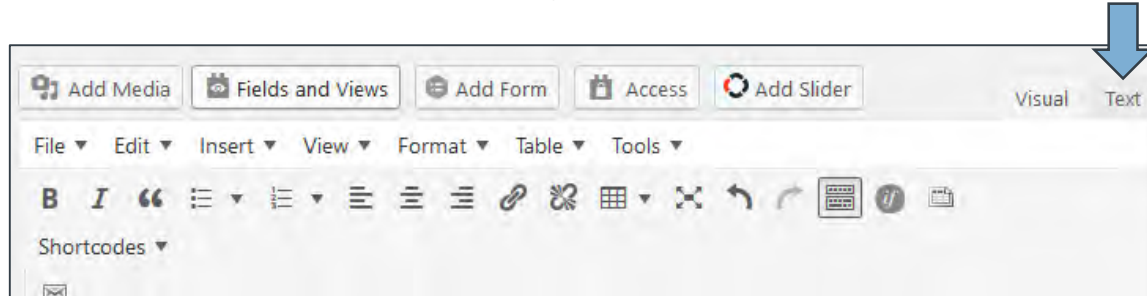 Add Media Fields and Views Add Form Access Add Slider Visual Text
File Edit Insert View Format Table Tools
B I
Shortcodes